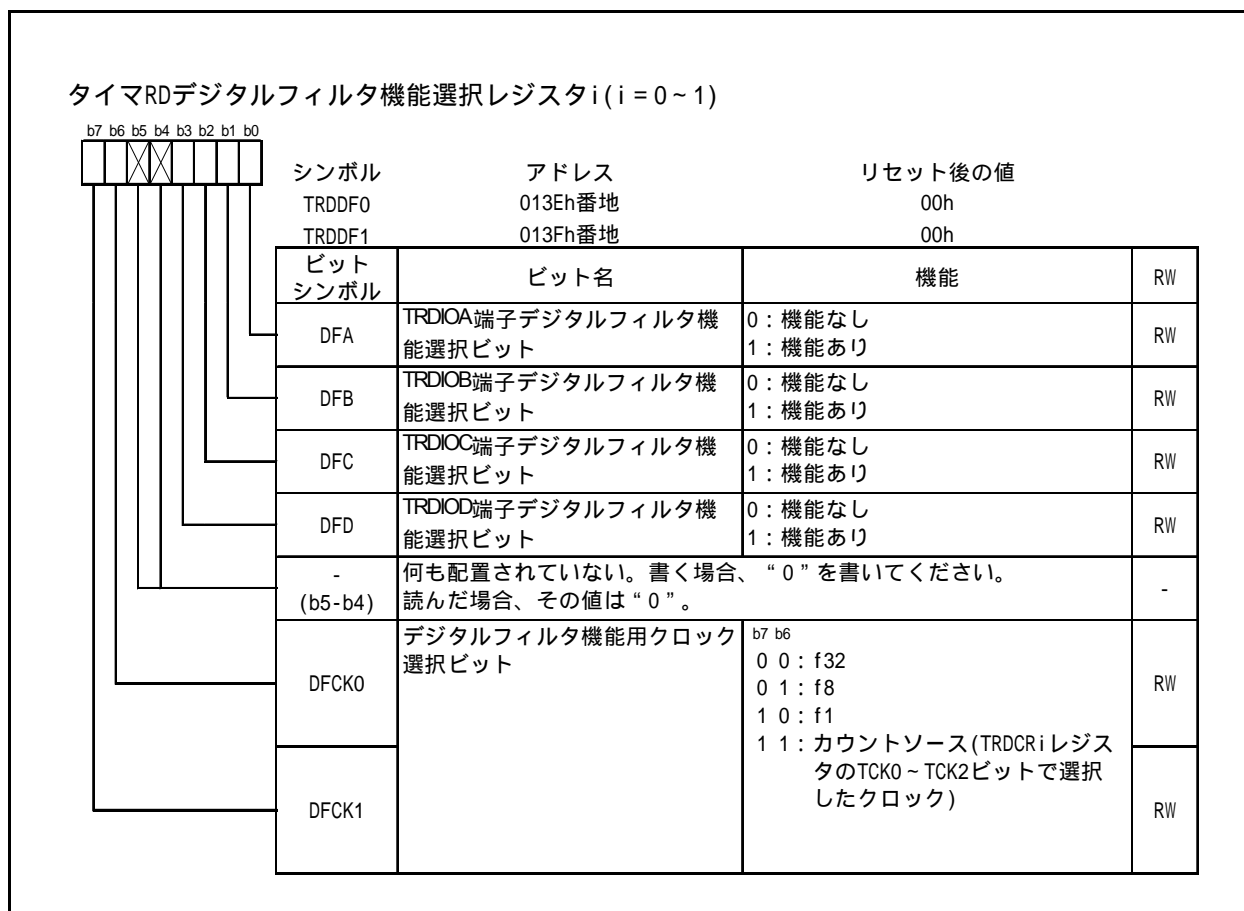 タイマRDデジタルフィルタ機能選択レジスタi(i=0~1)
b7 b6 b5 b4 b3 b2 b1 b0
シンボル アドレス リセット後の値
TRDDF0 013Eh番地 00h
TRDDF1 013Fh番地 00h
ビット
シンボル
ビット名 機能 RW
DFA
TRDIOA端子デジタルフィルタ機
能選択ビット
0:機能なし
1:機能あり
RW
DFB
TRDIOB端子デジタルフィルタ機
能選択ビット
0:機能なし
1:機能あり
RW
DFC
TRDIOC端子デジタルフィルタ機
能選択ビット
0:機能なし
1:機能あり
RW
DFD
TRDIOD端子デジタルフィルタ機
能選択ビット
0:機能なし
1:機能あり
RW
-
(b5-b4)
何も配置されていない。書く場合、“0”を書いてください。
読んだ場合、その値は“0”。
-
DFCK0
デジタルフィルタ機能用クロック
選択ビット
b7 b6
0 0:f32
0 1:f8
1 0:f1
1 1:カウントソース(TRDCRiレジス
タのTCK0~TCK2ビットで選択
したクロック)
RW
DFCK1
RW